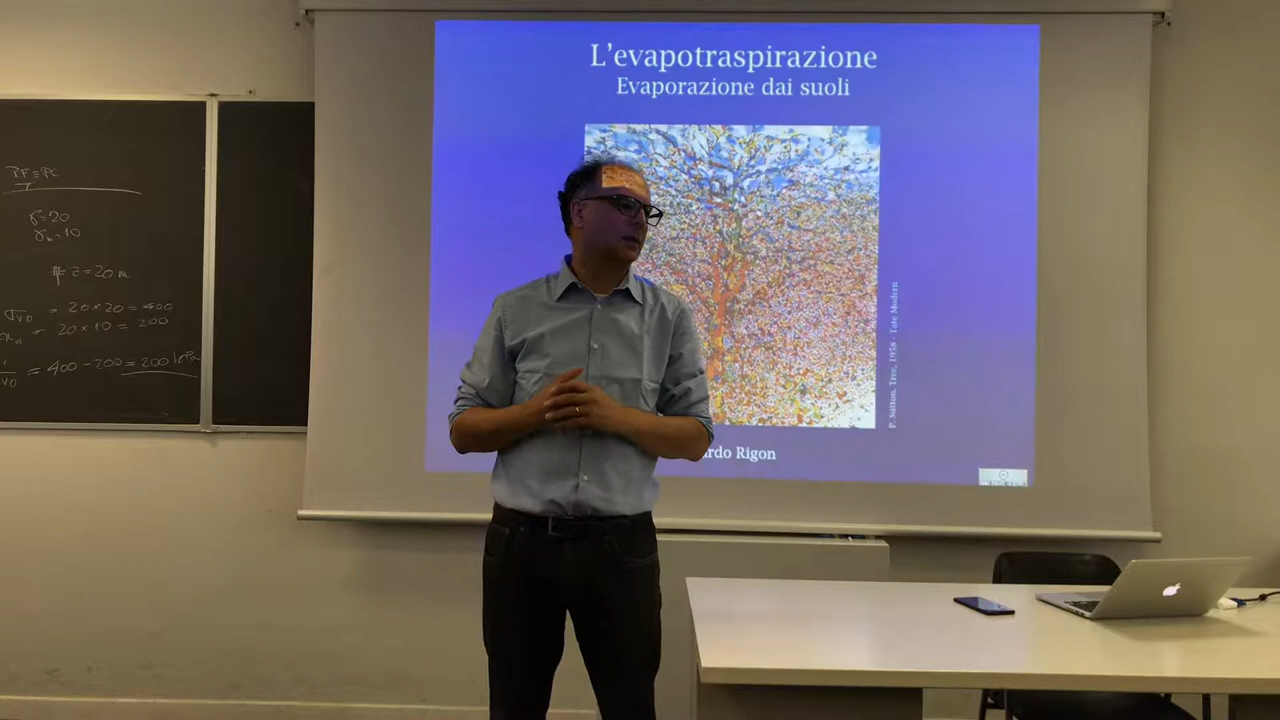 L'evapotraspirazione
Evaporazione dai suoli
P. Sutton, Tree, 1958 - Tate Modern
ardo Rigon
γ=20
γw=10
z=20 m
σv0 = 20×20=400
= 20×10=200
= 400-200=200 kPa